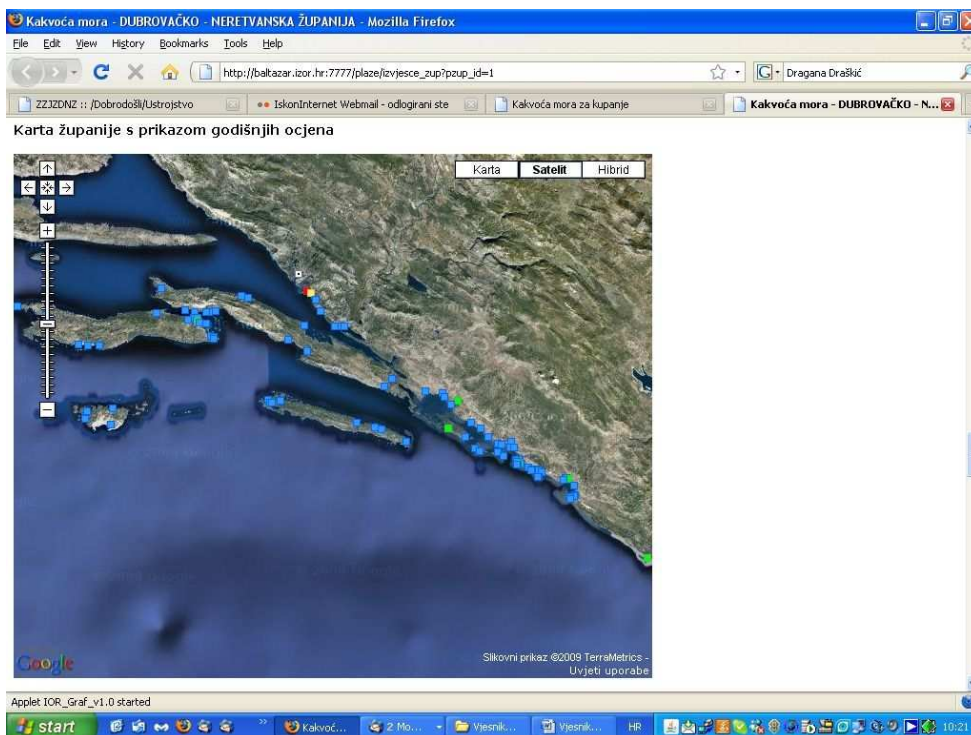 Kakvoća mora - DUBROVAČKO - NERETVANSKA ŽUPANIJA - Mozilla Firefox
File Edit View History Bookmarks Tools Help
http://baltazar.izor.hr:7777/plaze/izvjesce_zup?pzup_id=1
G Dragana Draškić
ZZJZDNZ :: /Dobrodošli/Ustrojstvo
IskonInternet Webmail - odlogirani ste
Kakvoća mora za kupanje
Kakvoća mora - DUBROVAČKO - N...
Karta županije s prikazom godišnjih ocjena
Karta Satelit Hibrid
Google
Slikovni prikaz ©2009 TerraMetrics -
Uvjeti uporabe
Applet IOR_Graf_v1.0 started
start
Kakvoć...
2 Mo...
Vjesnik...
Vjesnik...
HR
10:21